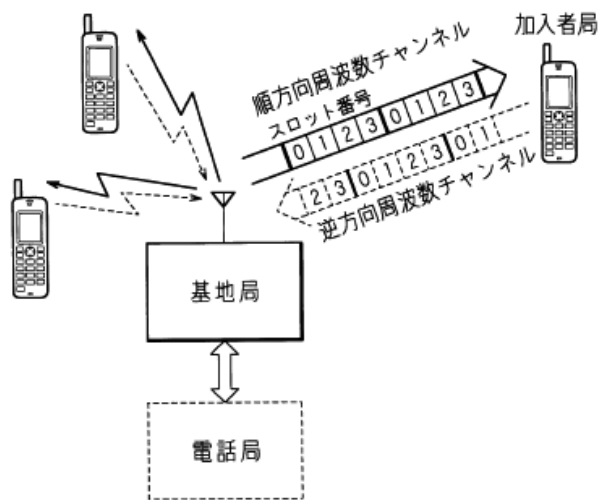 加入者局
順方向周波数チャンネル
スロット番号
0 1 2 3 0 1 2 3
2 3 0 1 2 3 0 1
逆方向周波数チャンネル
基地局
電話局